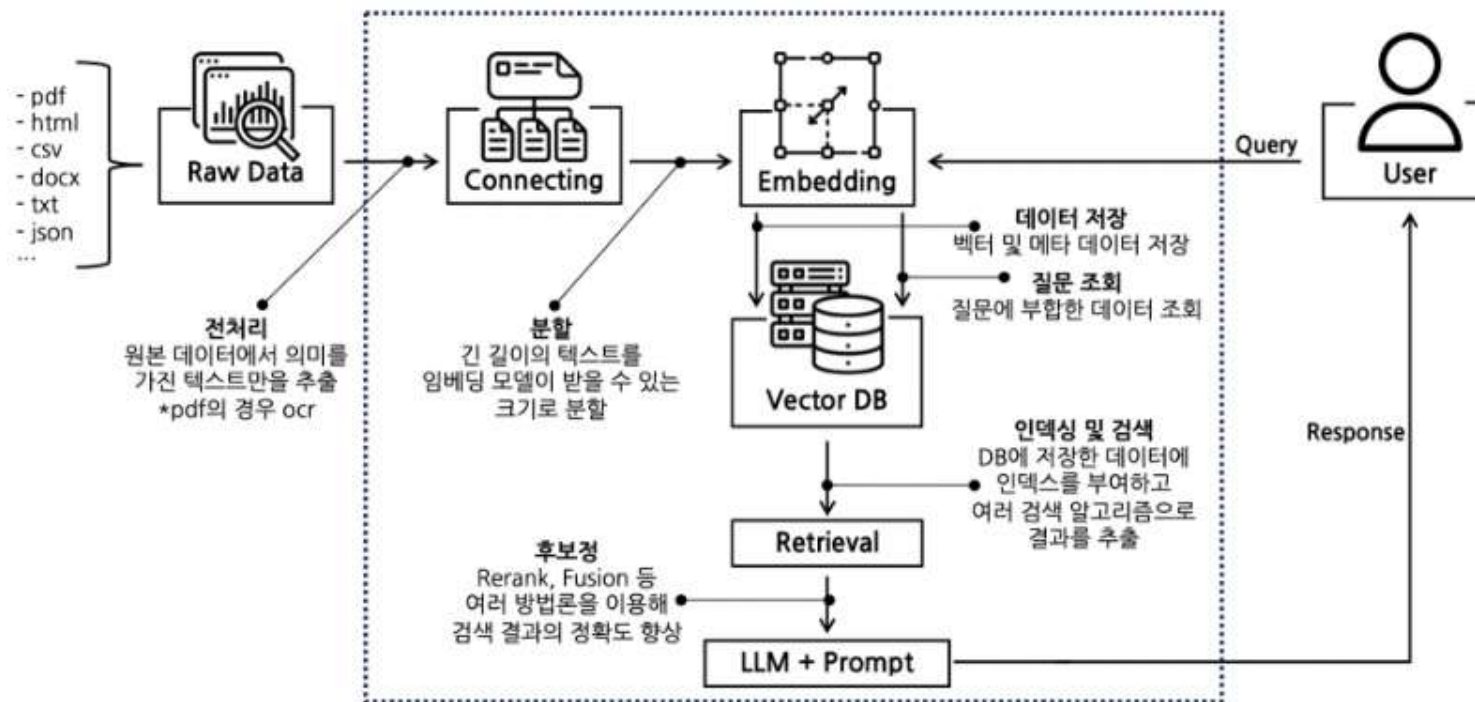 - pdf
- html
- csv
- docx
- txt
- json
...
Raw Data
Connecting
Embedding
Query
User
전처리
원본 데이터에서 의미를
가진 텍스트만을 추출
*pdf의 경우 ocr
분할
긴 길이의 텍스트를
임베딩 모델이 받을 수 있는
크기로 분할
데이터 저장
벡터 및 메타 데이터 저장
질문 조회
질문에 부합한 데이터 조회
Vector DB
인덱싱 및 검색
DB에 저장한 데이터에
인덱스를 부여하고
여러 검색 알고리즘으로
결과를 추출
Response
Retrieval
후보정
Rerank, Fusion 등
여러 방법론을 이용해
검색 결과의 정확도 향상
LLM + Prompt